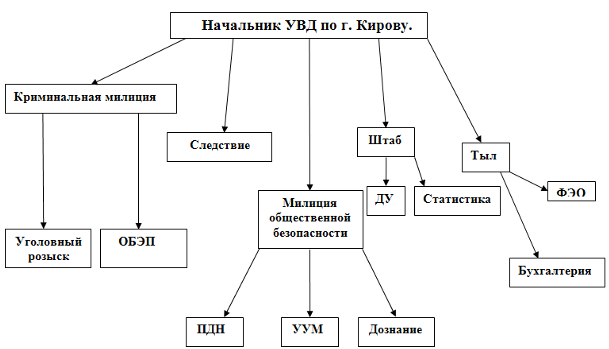 Начальник УВД по г. Кирову.
Криминальная милиция
Следствие
Штаб
Тыл
Милиция
общественной
безопасности
ДУ
Статистика
ФЭО
Уголовный
розыск
ОБЭП
Бухгалтерия
ПДН
УУМ
Дознание